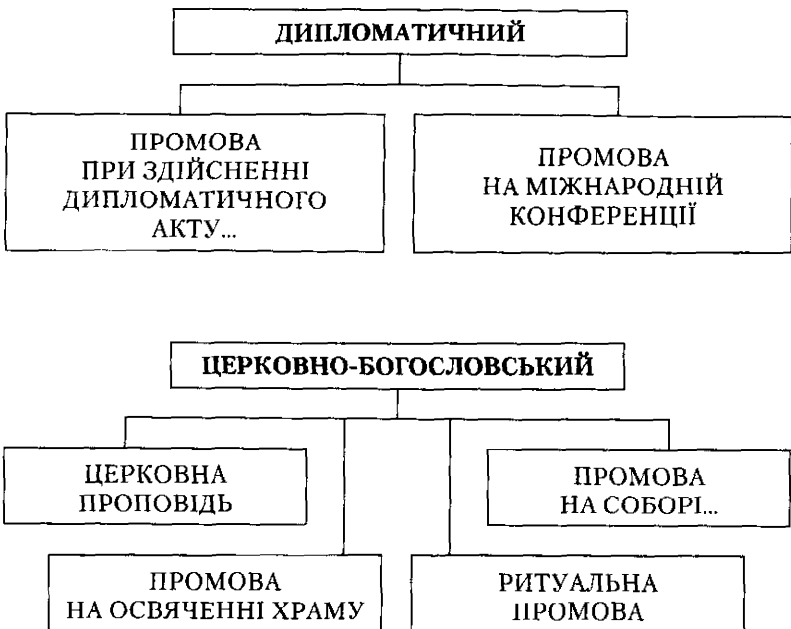 ДИПЛОМАТИЧНИЙ
ПРОМОВА
ПРИ ЗДІЙСНЕННІ
ДИПЛОМАТИЧНОГО
АКТУ...
ПРОМОВА
НА МІЖНАРОДНІЙ
КОНФЕРЕНЦІЇ
ЦЕРКОВНО-БОГОСЛОВСЬКИЙ
ЦЕРКОВНА
ПРОПОВІДЬ
ПРОМОВА
НА СОБОРІ...
ПРОМОВА
НА ОСВЯЧЕННІ ХРАМУ
РИТУАЛЬНА
ПРОМОВА